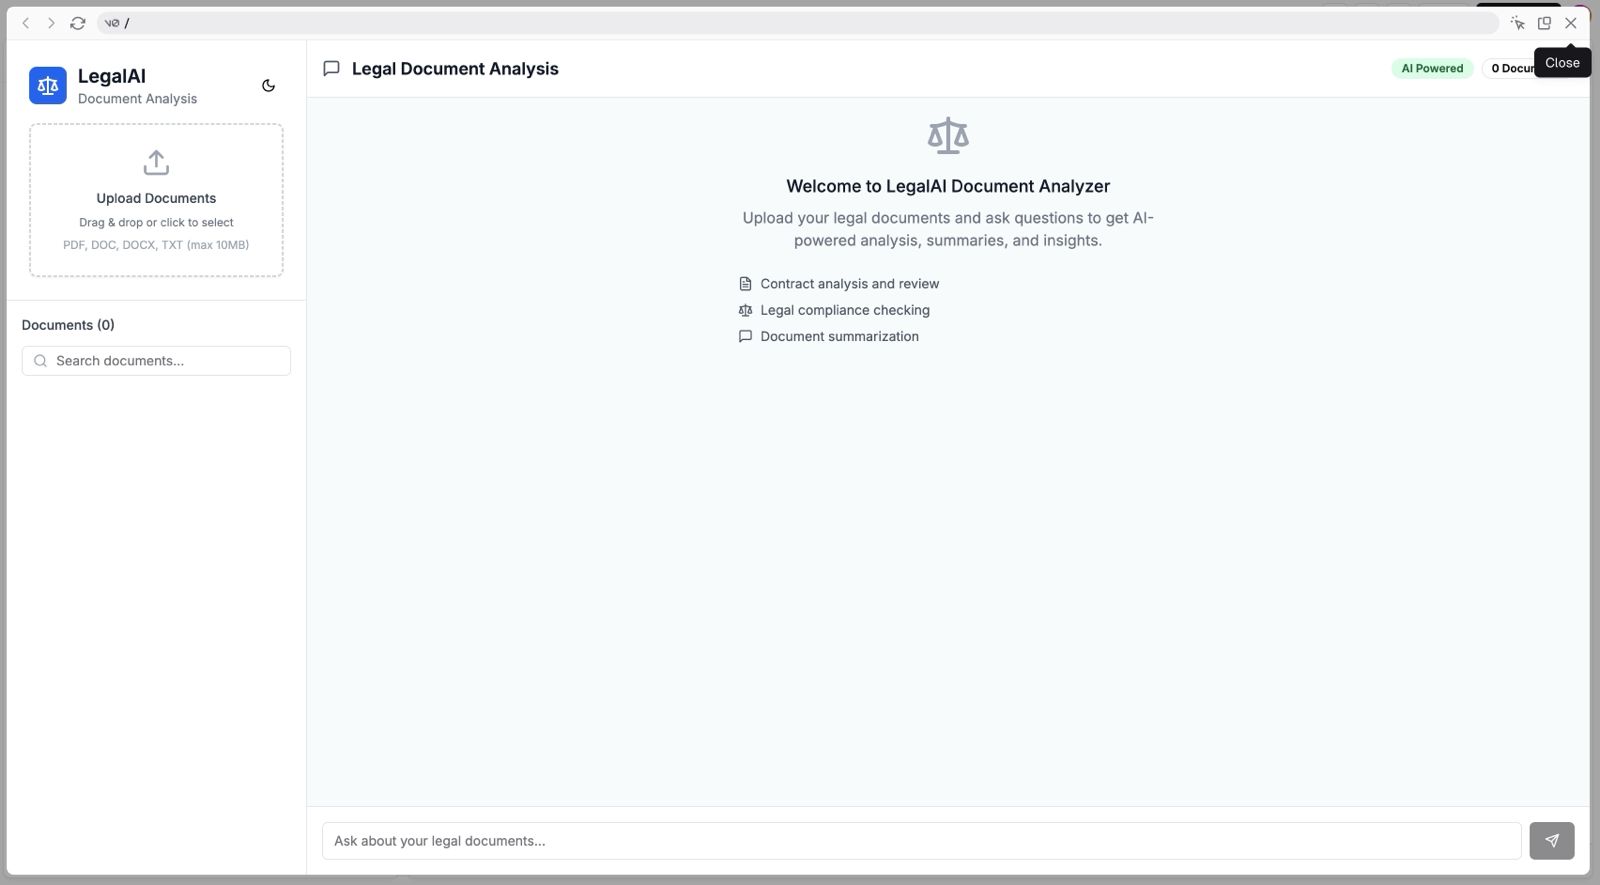 v0 /
Close
LegalAI
Document Analysis
Upload Documents
Drag & drop or click to select
PDF, DOC, DOCX, TXT (max 10MB)
Documents (0)
Search documents...
Legal Document Analysis
AI Powered
0
Welcome to LegalAI Document Analyzer
Upload your legal documents and ask questions to get AI-
powered analysis, summaries, and insights.
Contract analysis and review
Legal compliance checking
Document summarization
Ask about your legal documents...